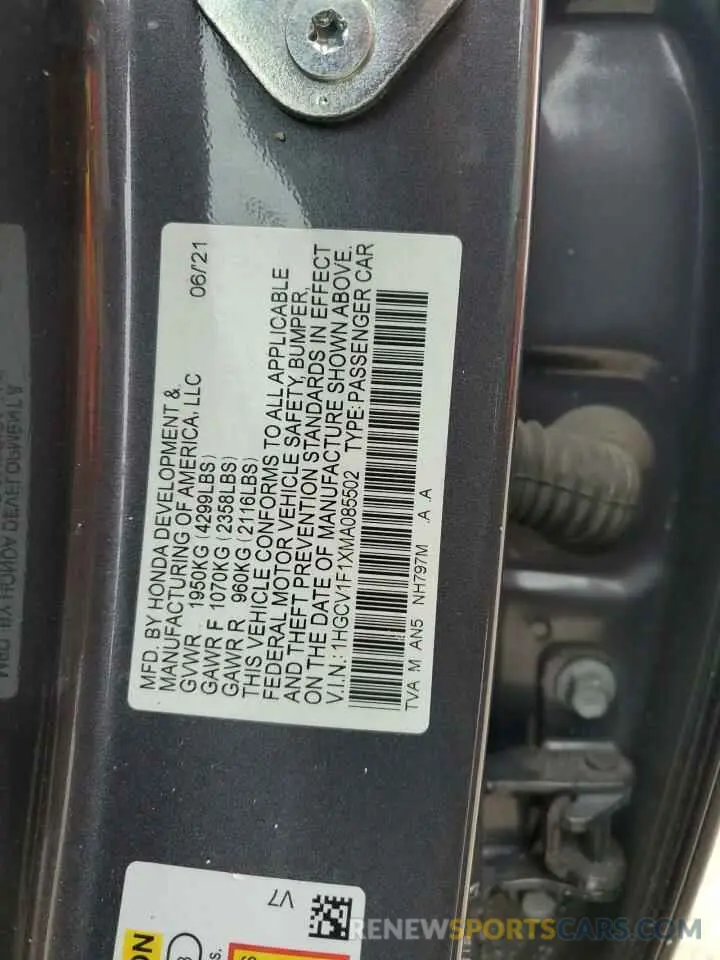 MFD. BY HONDA DEVELOPMENT &
MANUFACTURING OF AMERICA, LLC 06/'21
GVWR 1950KG (4299LBS)
GAWR F 1070KG (2358LBS)
GAWR R 960KG (2116LBS)
THIS VEHICLE CONFORMS TO ALL APPLICABLE
FEDERAL MOTOR VEHICLE SAFETY, BUMPER,
AND THEFT PREVENTION STANDARDS IN EFFECT
ON THE DATE OF MANUFACTURE SHOWN ABOVE.
V.I.N.: 1HGCV1F1XMA085502 TYPE: PASSENGER CAR
TVA M AN5 NH797M .A .A
V7
RENEWSPORTSCARS.COM